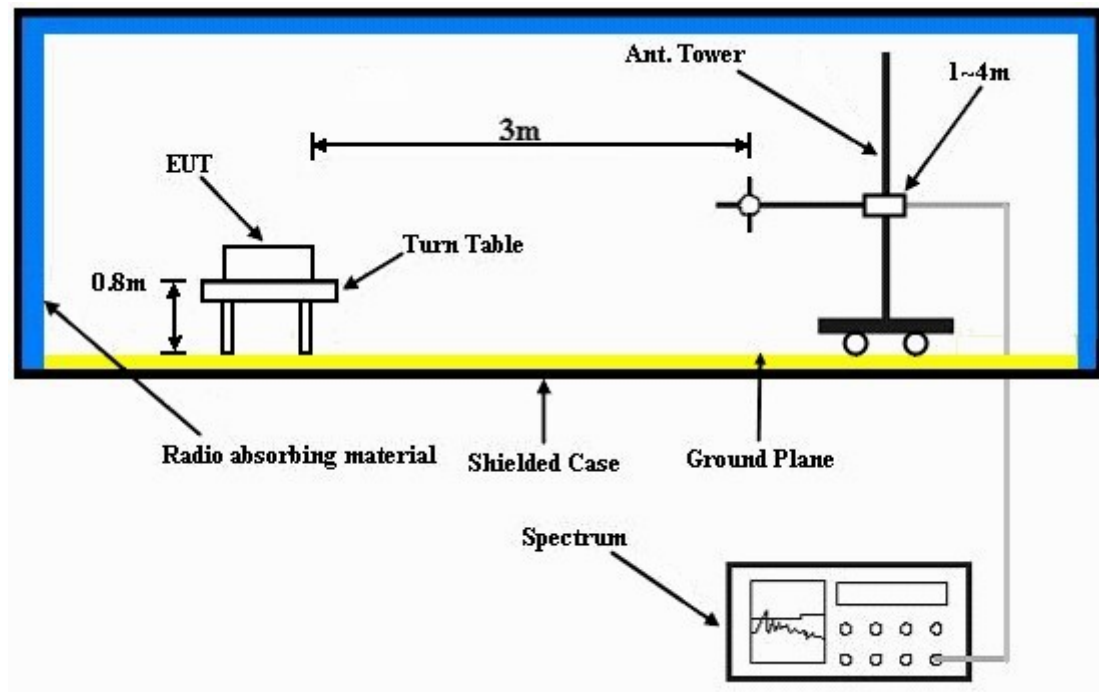 Ant. Tower
1~4m
3m
EUT
Turn Table
0.8m
Radio absorbing material
Shielded Case
Ground Plane
Spectrum